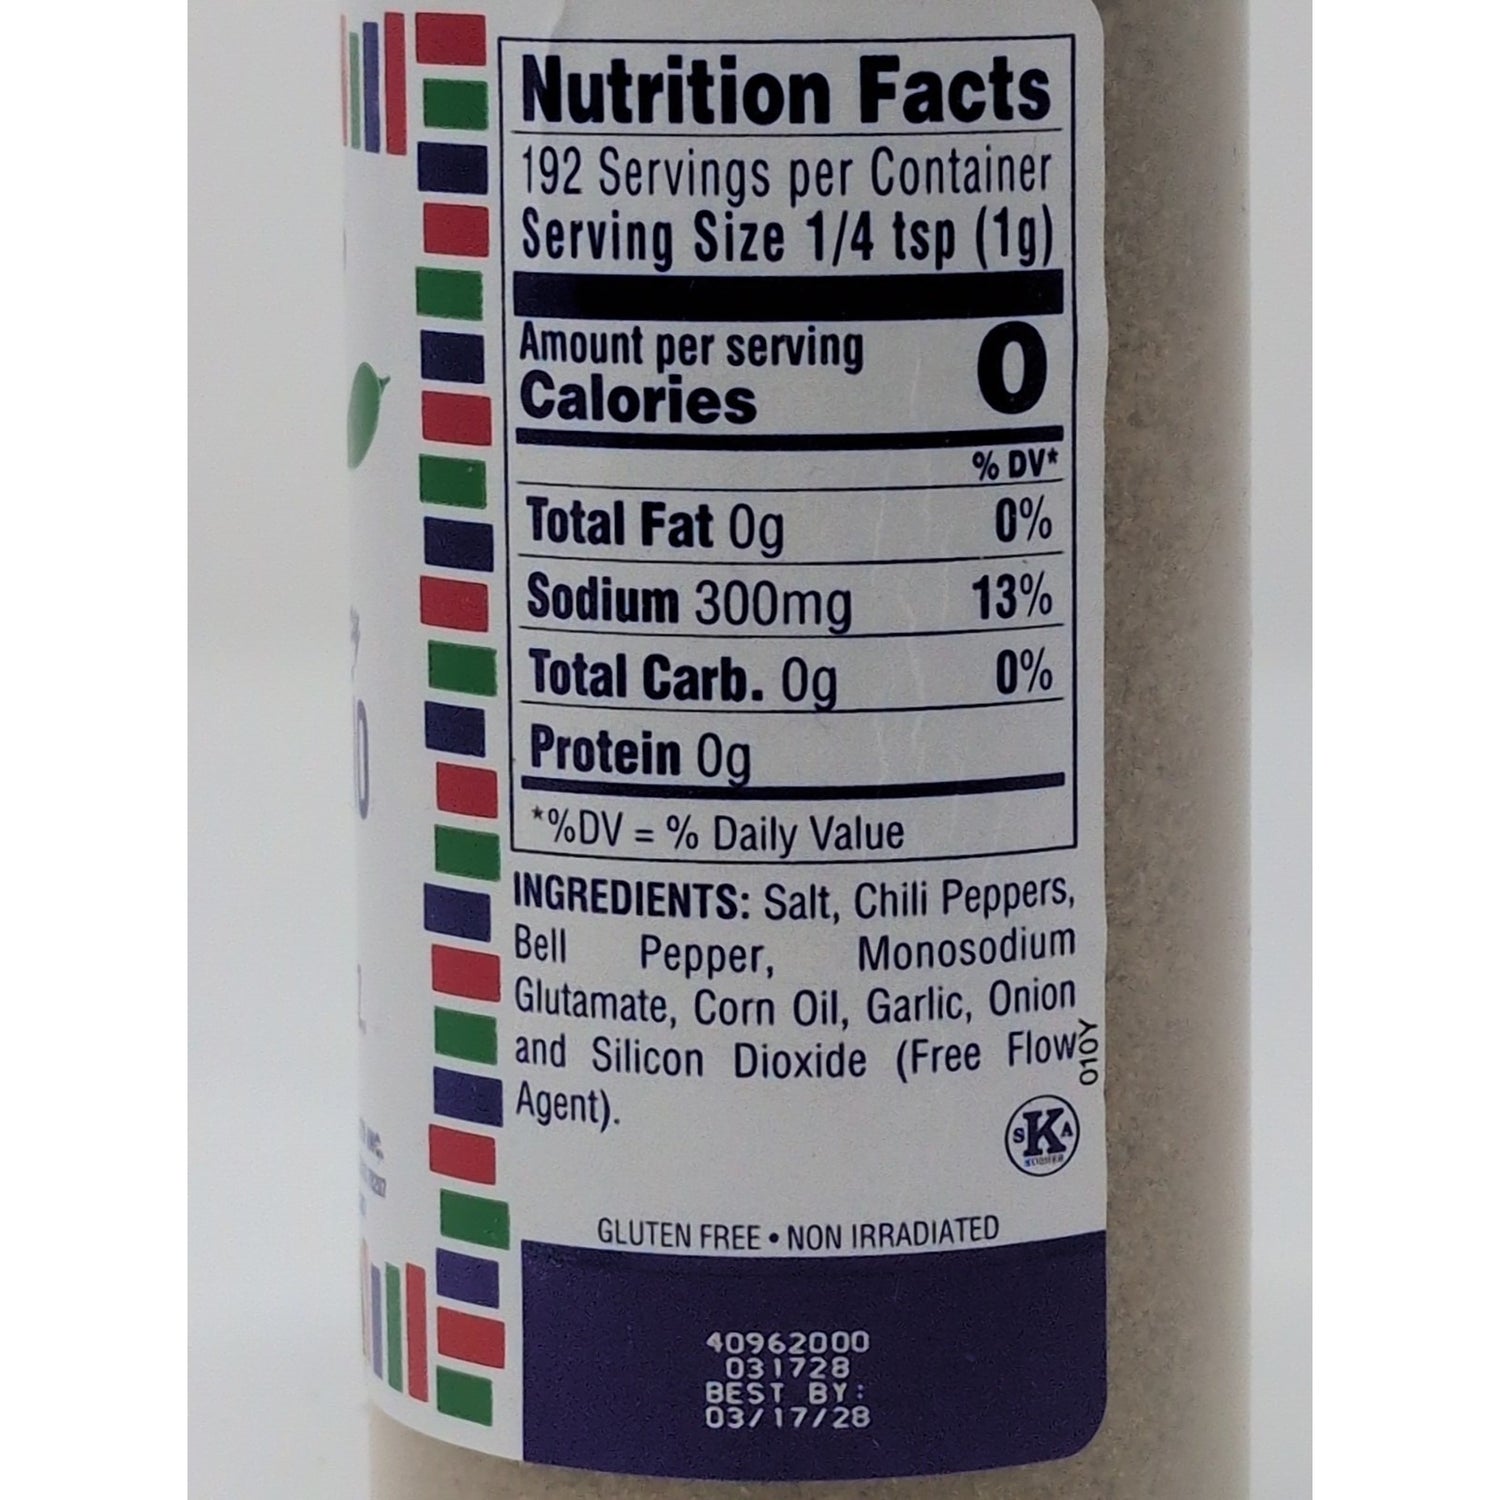 Nutrition Facts
192 Servings per Container
Serving Size 1/4 tsp (1g)
Amount per serving
Calories 0
% DV*
Total Fat 0g 0%
Sodium 300mg 13%
Total Carb. 0g 0%
Protein 0g
*%DV = % Daily Value
INGREDIENTS: Salt, Chili Peppers,
Bell Pepper, Monosodium
Glutamate, Corn Oil, Garlic, Onion
and Silicon Dioxide (Free Flow
Agent).
010Y
S K A
KOSHER
GLUTEN FREE • NON IRRADIATED
40962000
031728
BEST BY:
03/17/28